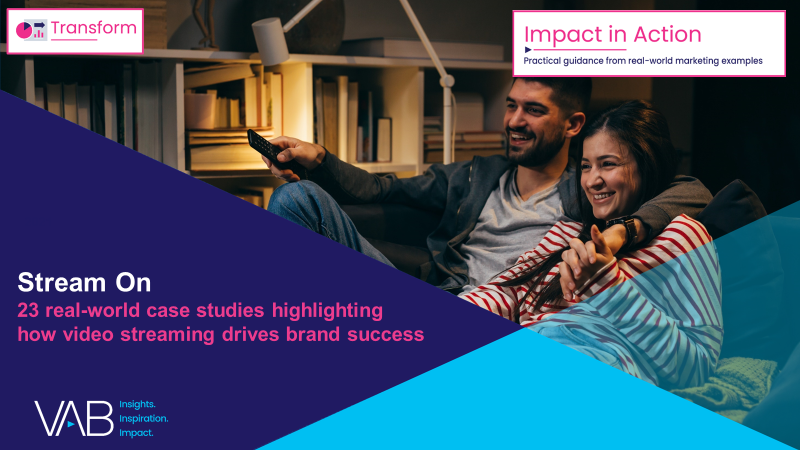 Transform
Impact in Action
Practical guidance from real-world marketing examples
Stream On
23 real-world case studies highlighting
how video streaming drives brand success
VAB
Insights.
Inspiration.
Impact.